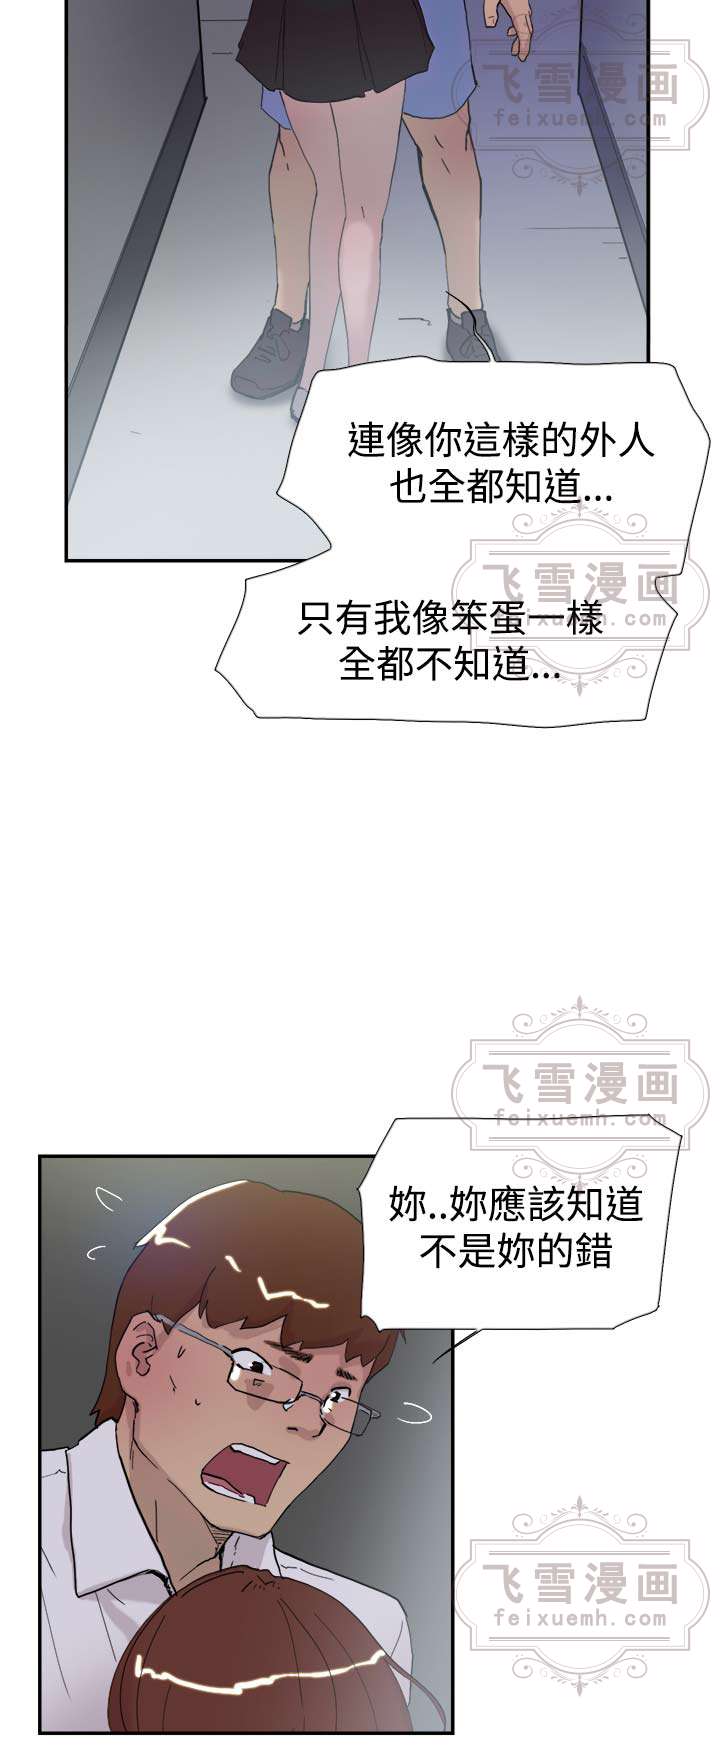 飞雪漫画
feixuemh.com
連像你這樣的外人
也全都知道...
飞雪漫画
feixuemh.com
只有我像笨蛋一樣
全都不知道...
飞雪漫画
feixuemh.com
妳..妳應該知道
不是妳的錯
飞雪漫画
feixuemh.com